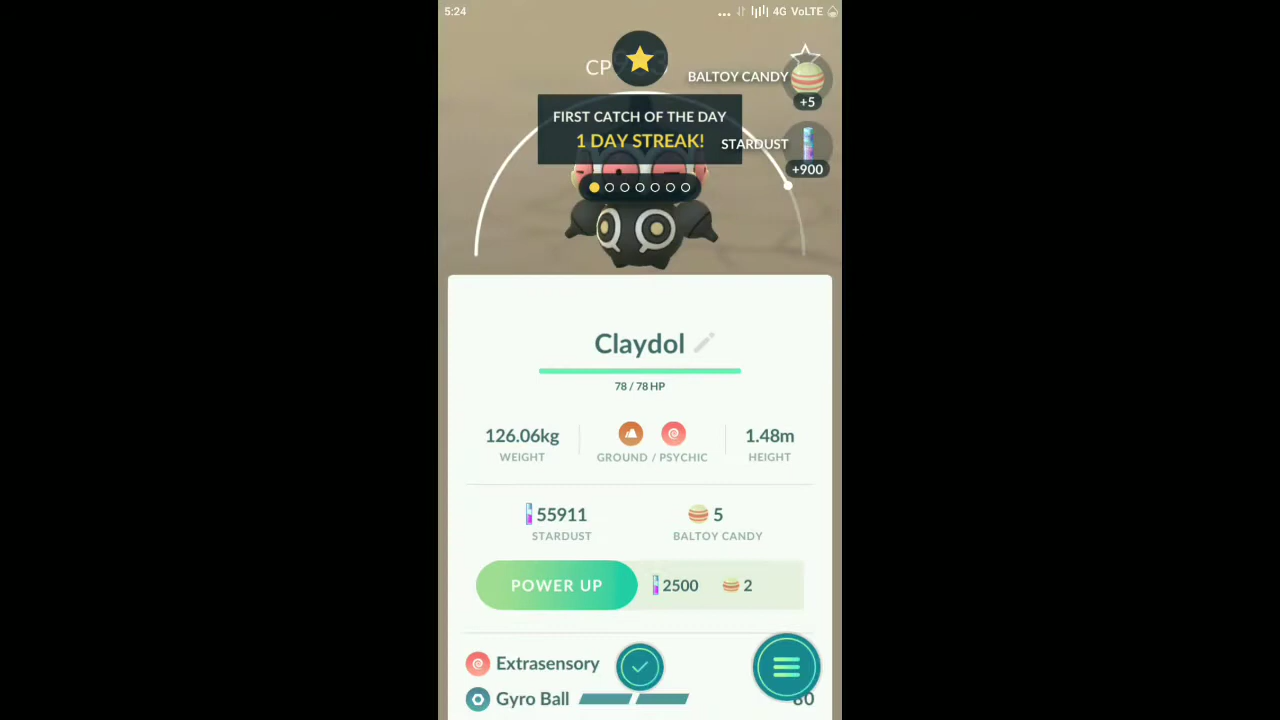 5:24
4G VoLTE
CP
BALTOY CANDY
+5
FIRST CATCH OF THE DAY
1 DAY STREAK!
STARDUST
+900
Claydol
78 / 78 HP
126.06kg
WEIGHT
GROUND / PSYCHIC
1.48m
HEIGHT
55911
STARDUST
5
BALTOY CANDY
POWER UP
2500
2
Extrasensory
Gyro Ball
80